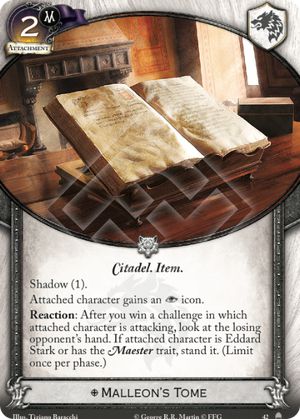 2
ATTACHMENT
Citadel. Item.
Shadow (1).
Attached character gains an icon.
Reaction: After you win a challenge in which
attached character is attacking, look at the losing
opponent's hand. If attached character is Eddard
Stark or has the Maester trait, stand it. (Limit
once per phase.)
MALLEON'S TOME
Illus. Tiziano Baracchi © George R.R. Martin © FFG 42